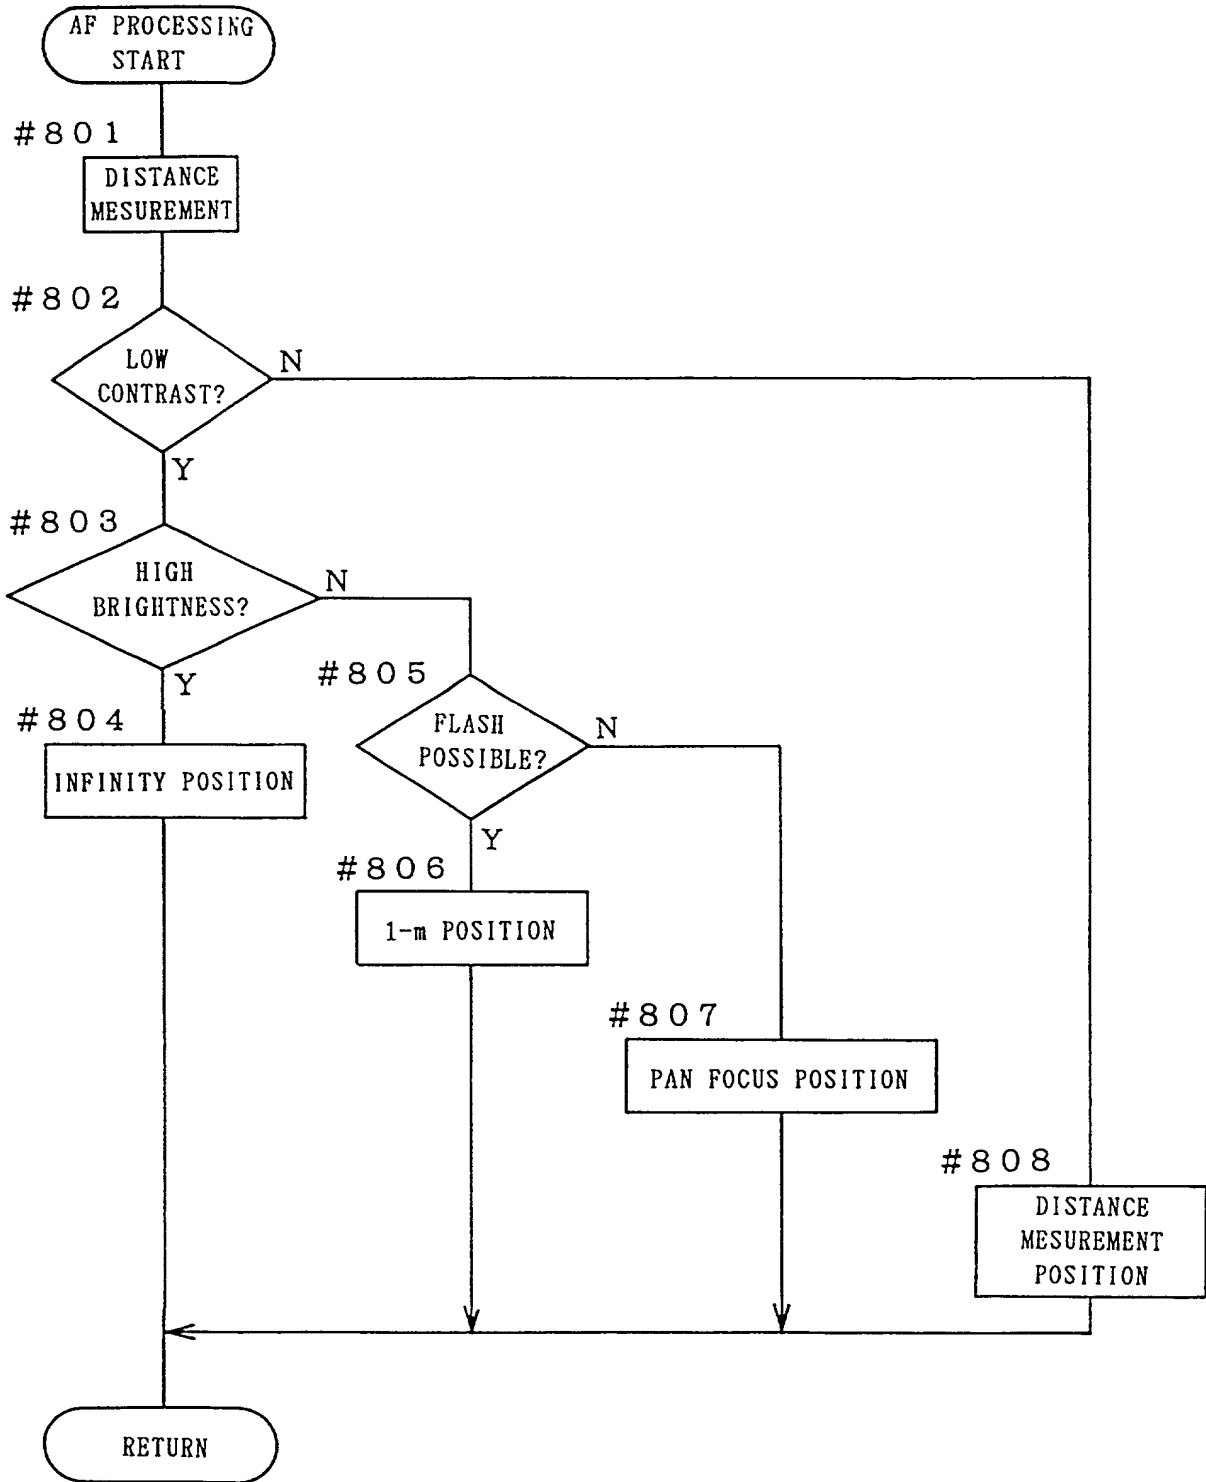 AF PROCESSING
START
#801
DISTANCE
MESUREMENT
#802
LOW
CONTRAST?
N
Y
#803
HIGH
BRIGHTNESS?
N
Y
#804
INFINITY POSITION
#805
FLASH
POSSIBLE?
N
Y
#806
1-m POSITION
#807
PAN FOCUS POSITION
#808
DISTANCE
MESUREMENT
POSITION
RETURN